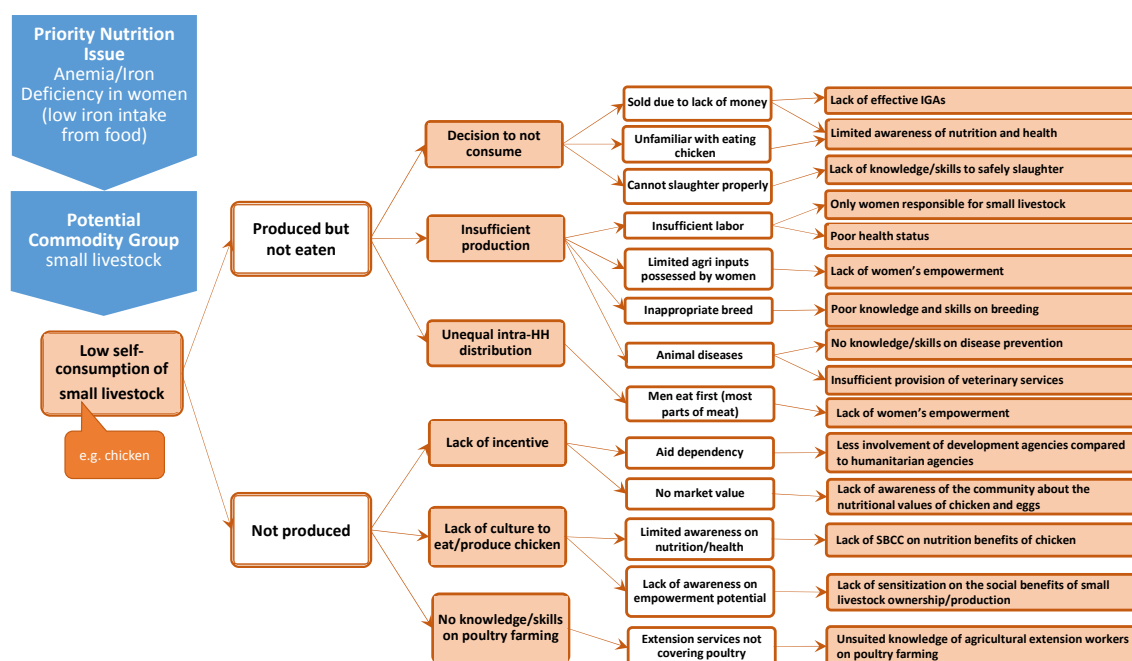 Priority Nutrition
Issue
Anemia/Iron
Deficiency in women
(low iron intake
from food)
Potential
Commodity Group
small livestock
Low self-
consumption of
small livestock
e.g. chicken
Produced but
not eaten
Not produced
Decision to not
consume
Insufficient
production
Unequal intra-HH
distribution
Lack of incentive
Lack of culture to
eat/produce chicken
No knowledge/skills
on poultry farming
Sold due to lack of money
Unfamiliar with eating
chicken
Cannot slaughter properly
Insufficient labor
Limited agri inputs
possessed by women
Inappropriate breed
Animal diseases
Men eat first (most
parts of meat)
Aid dependency
No market value
Limited awareness on
nutrition/health
Lack of awareness on
empowerment potential
Extension services not
covering poultry
Lack of effective IGAs
Limited awareness of nutrition and health
Lack of knowledge/skills to safely slaughter
Only women responsible for small livestock
Poor health status
Lack of women's empowerment
Poor knowledge and skills on breeding
No knowledge/skills on disease prevention
Insufficient provision of veterinary services
Lack of women's empowerment
Less involvement of development agencies compared
to humanitarian agencies
Lack of awareness of the community about the
nutritional values of chicken and eggs
Lack of SBCC on nutrition benefits of chicken
Lack of sensitization on the social benefits of small
livestock ownership/production
Unsuited knowledge of agricultural extension workers
on poultry farming